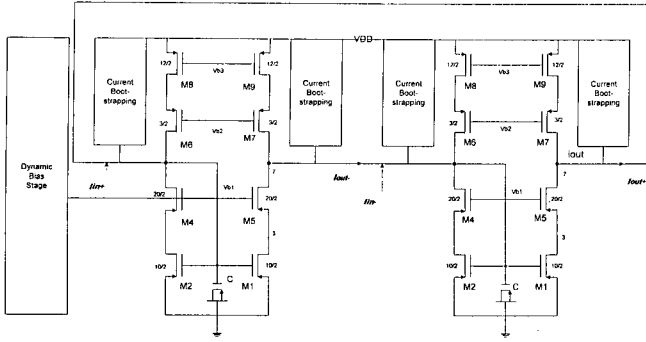 VDD
12/2 M8 Vb3 M9 12/2
Current Boot-strapping
Current Boot-strapping
Current Boot-strapping
12/2 M8 Vb3 M9 12/2
Current Boot-strapping
3/2 M6 Vb2 M7 3/2
3/2 M6 Vb2 M7 3/2
Dynamic Bias Stage
Iin+
7
Iout-
Iin-
iout
7
Iout+
20/2 M4 Vb1 M5 20/2
20/2 M4 Vb1 M5 20/2
3
3
10/2 M2 M1 10/2
10/2 M2 M1 10/2
C
C